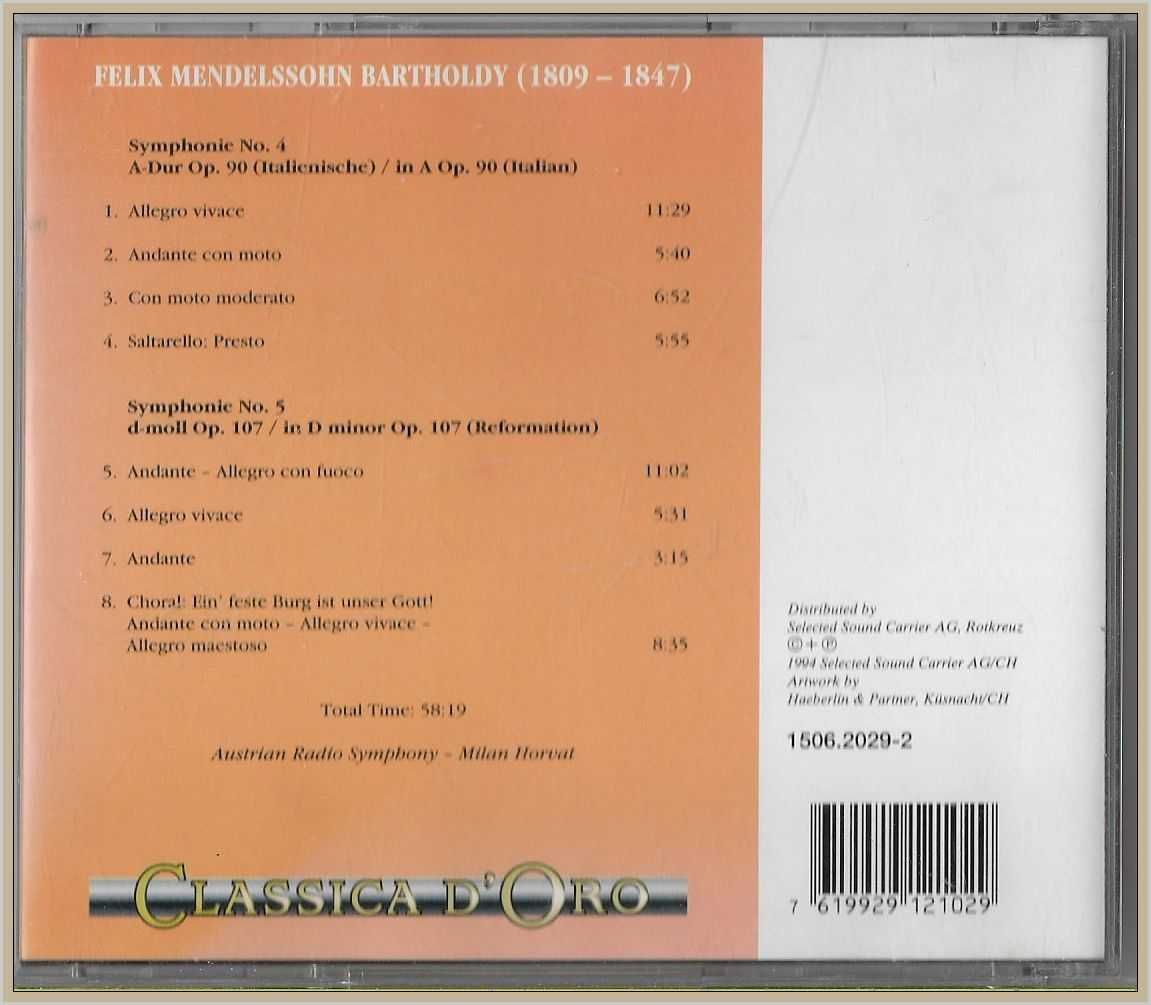 FELIX MENDELSSOHN BARTHOLDY (1809 – 1847)
Symphonie No. 4
A-Dur Op. 90 (Italienische) / in A Op. 90 (Italian)
1. Allegro vivace 11:29
2. Andante con moto 5:40
3. Con moto moderato 6:52
4. Saltarello: Presto 5:55
Symphonie No. 5
d-moll Op. 107 / in D minor Op. 107 (Reformation)
5. Andante – Allegro con fuoco 11:02
6. Allegro vivace 5:31
7. Andante 3:15
8. Choral: Ein' feste Burg ist unser Gott!
Andante con moto – Allegro vivace –
Allegro maestoso 8:35
Total Time: 58:19
Austrian Radio Symphony – Milan Horvat
CLASSICA D'ORO
Distributed by
Selected Sound Carrier AG, Rotkreuz
© + ℗
1994 Selected Sound Carrier AG/CH
Artwork by
Haeberlin & Partner, Küsnacht/CH
1506.2029-2
7 619929 121029